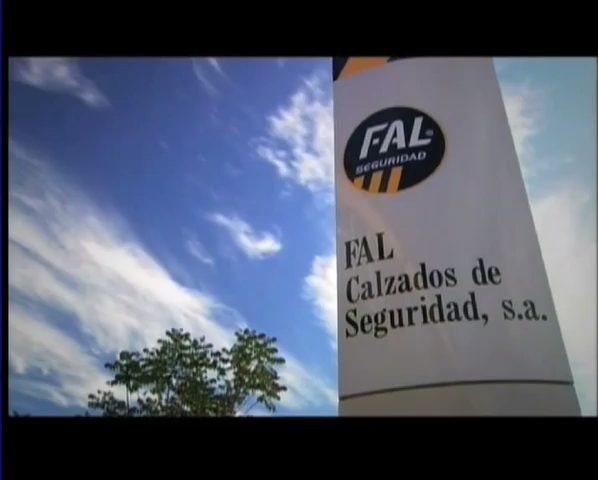 FAL®
SEGURIDAD
FAL
Calzados de
Seguridad, s.a.